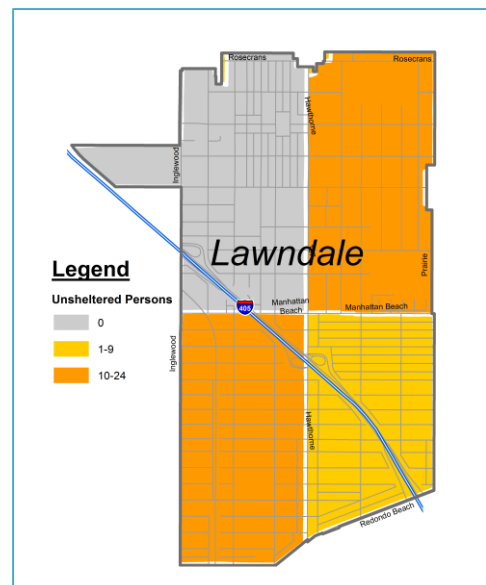 Rosecrans
Rosecrans
Hawthorne
Inglewood
Lawndale
Prairie
Legend
Unsheltered Persons
0
1-9
10-24
405
Manhattan
Beach
Manhattan Beach
Inglewood
Hawthorne
Redondo Beach